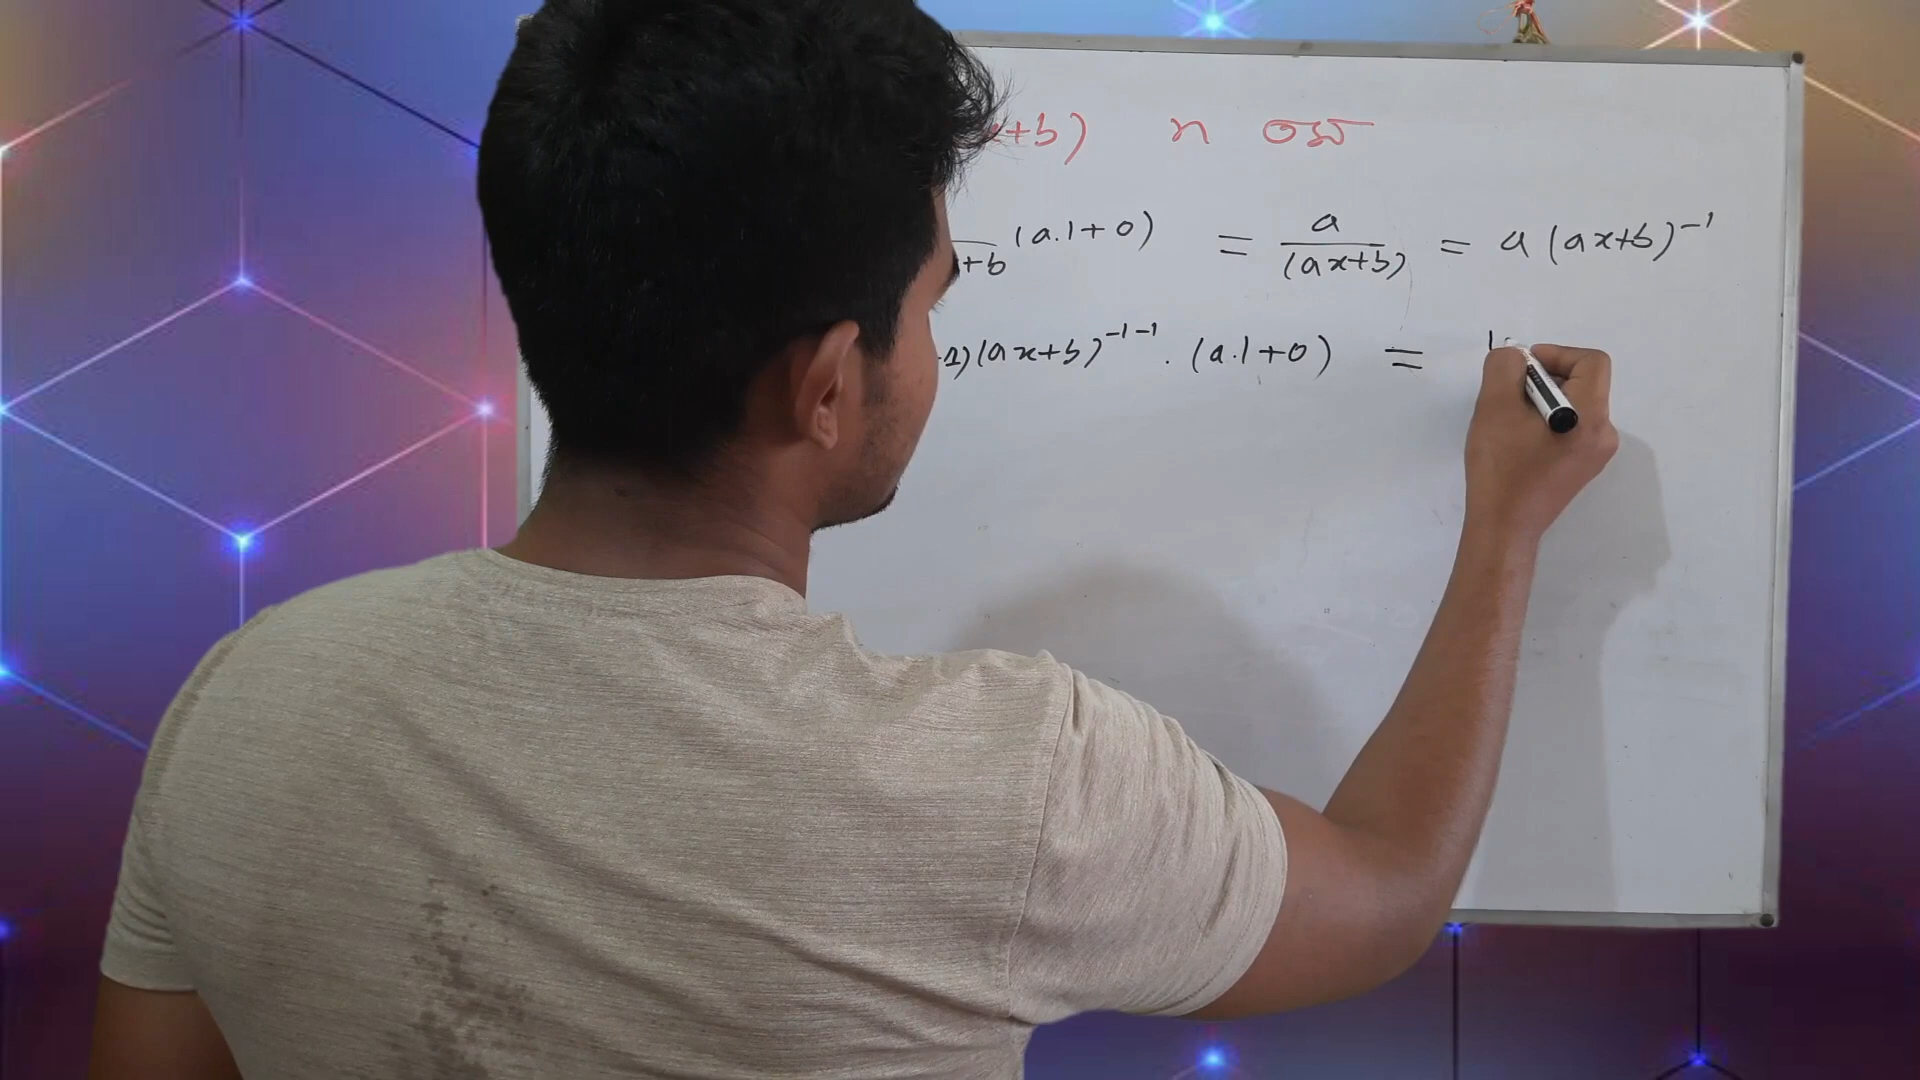 x+b) n তম
+b (a.1+0) = a/(ax+b) = a(ax+b)⁻¹
-1)(ax+b)⁻¹⁻¹ . (a.1+0) =